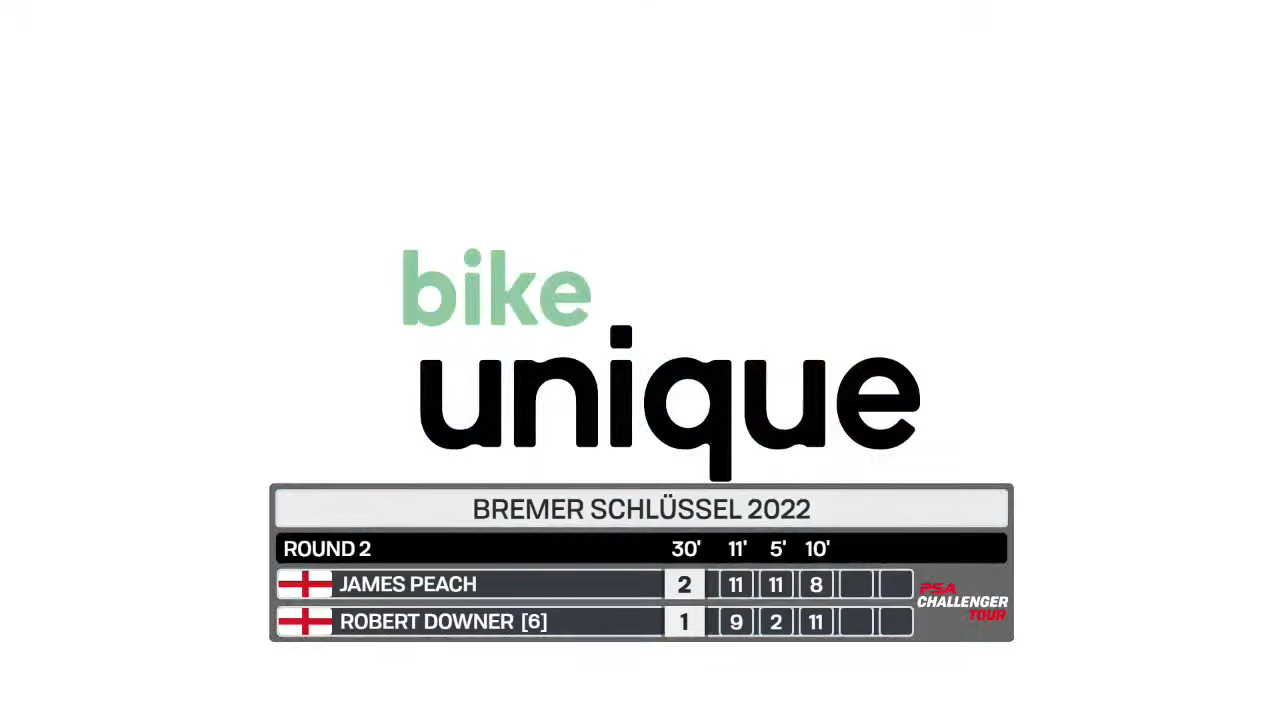 bike
unique
BREMER SCHLÜSSEL 2022
ROUND 2 30' 11' 5' 10'
JAMES PEACH 2 11 11 8
ROBERT DOWNER [6] 1 9 2 11
PSA
CHALLENGER
TOUR